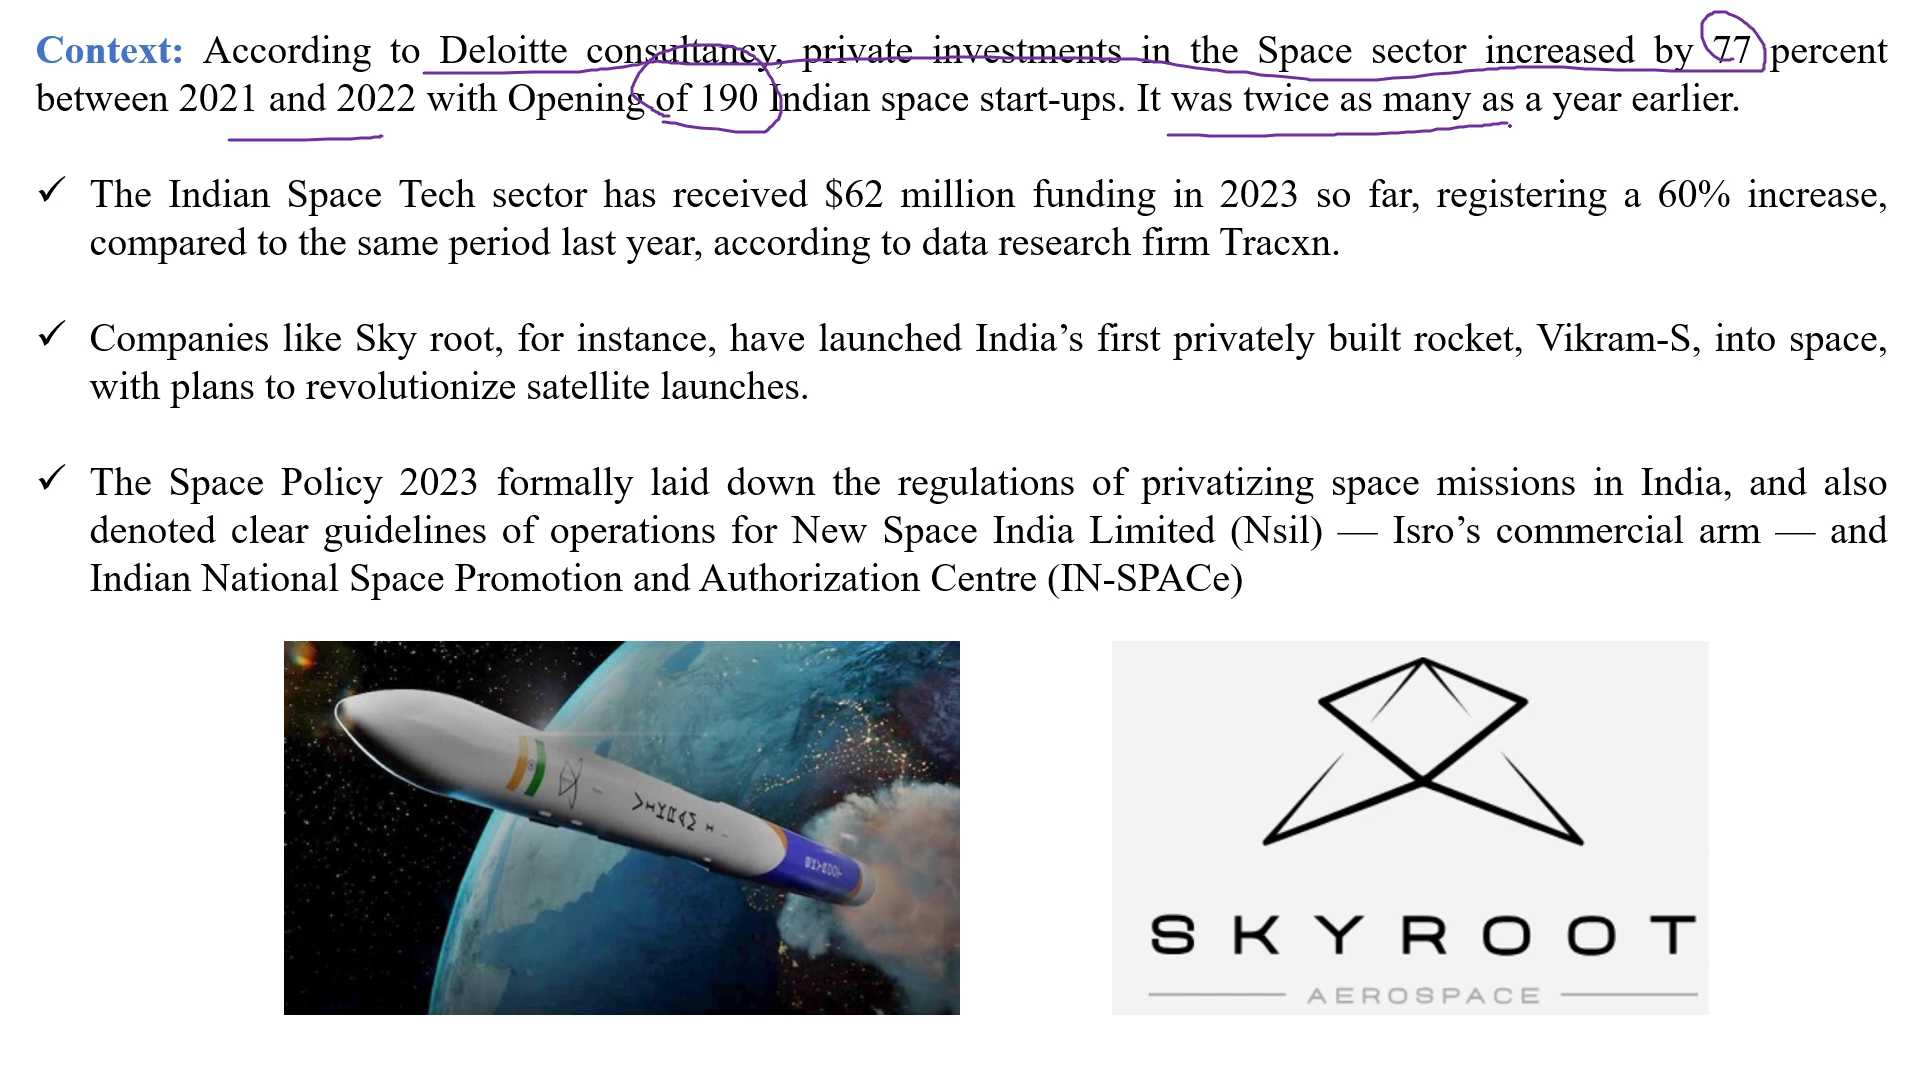 Context: According to Deloitte consultancy, private investments in the Space sector increased by 77 percent
between 2021 and 2022 with Opening of 190 Indian space start-ups. It was twice as many as a year earlier.
✓ The Indian Space Tech sector has received $62 million funding in 2023 so far, registering a 60% increase,
compared to the same period last year, according to data research firm Tracxn.
✓ Companies like Sky root, for instance, have launched India’s first privately built rocket, Vikram-S, into space,
with plans to revolutionize satellite launches.
✓ The Space Policy 2023 formally laid down the regulations of privatizing space missions in India, and also
denoted clear guidelines of operations for New Space India Limited (Nsil) — Isro’s commercial arm — and
Indian National Space Promotion and Authorization Centre (IN-SPACe)
VIKRAM I
SKYROOT
AEROSPACE